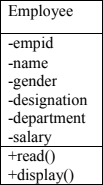 Employee
-empid
-name
-gender
-designation
-department
-salary
+read()
+display()